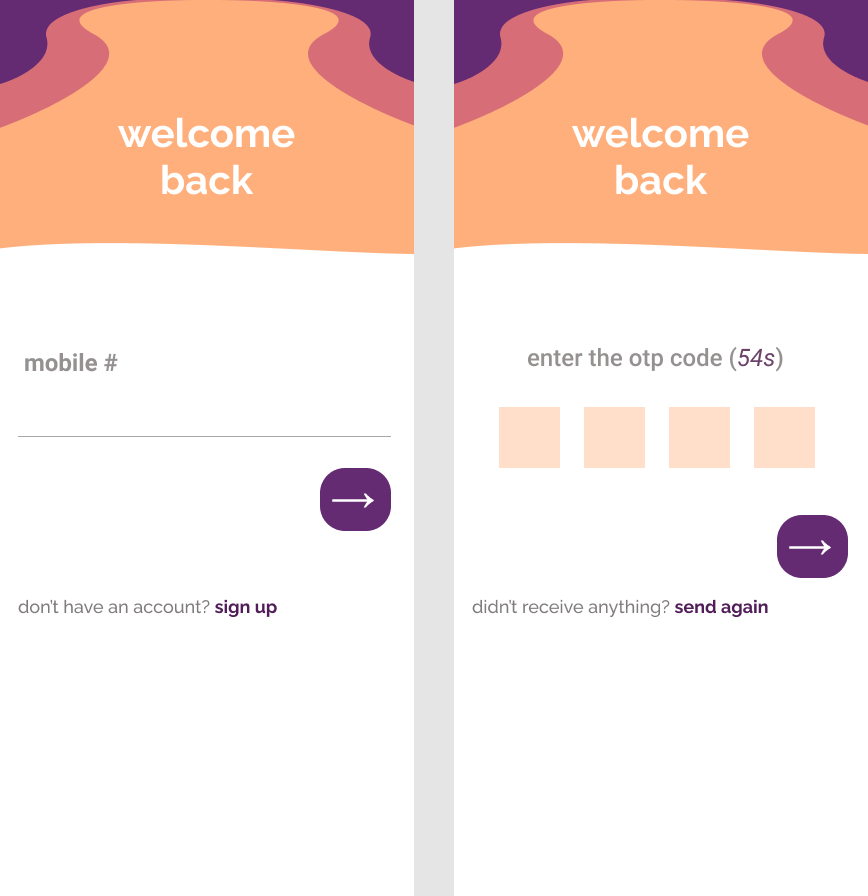 welcome
back
mobile #
don't have an account? sign up
welcome
back
enter the otp code (54s)
didn't receive anything? send again